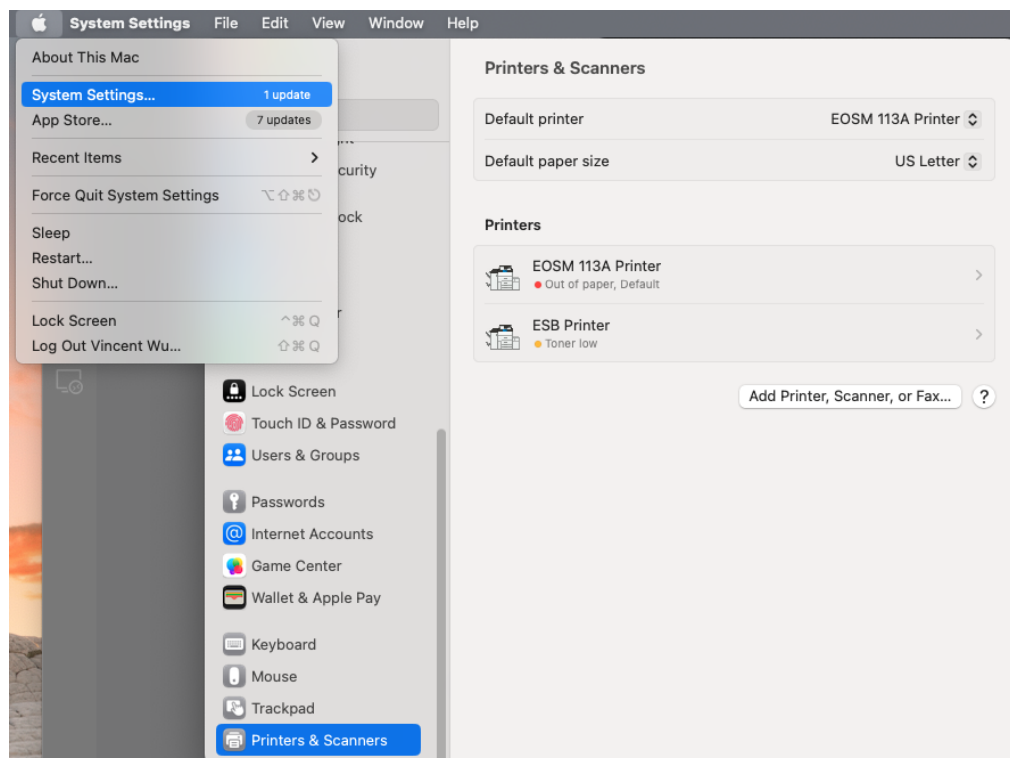 System Settings File Edit View Window Help
About This Mac
System Settings... 1 update
App Store... 7 updates
Recent Items
Force Quit System Settings ⌥⇧⌘⎋
Sleep
Restart...
Shut Down...
Lock Screen ^⌘Q
Log Out Vincent Wu... ⇧⌘Q
curity
ock
Lock Screen
Touch ID & Password
Users & Groups
Passwords
Internet Accounts
Game Center
Wallet & Apple Pay
Keyboard
Mouse
Trackpad
Printers & Scanners
Printers & Scanners
Default printer EOSM 113A Printer
Default paper size US Letter
Printers
EOSM 113A Printer
Out of paper, Default
ESB Printer
Toner low
Add Printer, Scanner, or Fax... ?